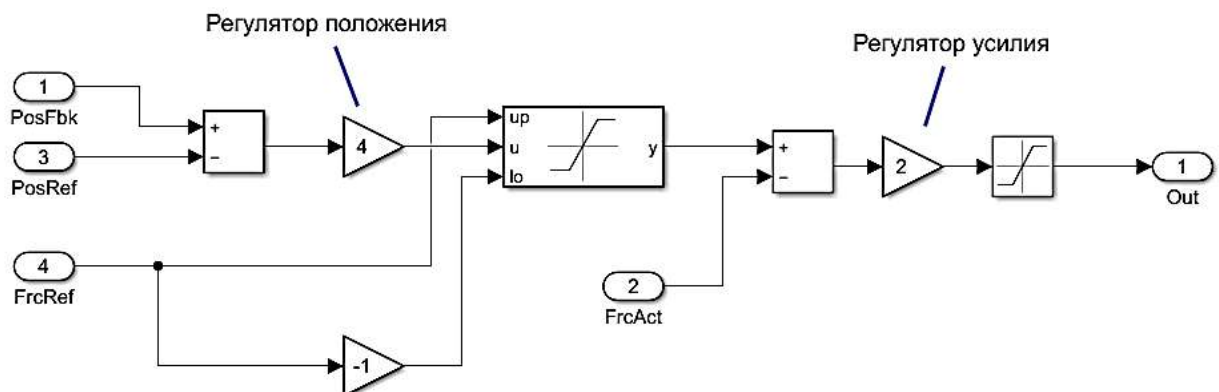 Регулятор положения
Регулятор усилия
1
PosFbk
+
−
3
PosRef
4
up
u
lo
y
+
−
2
1
Out
4
FrcRef
2
FrcAct
-1